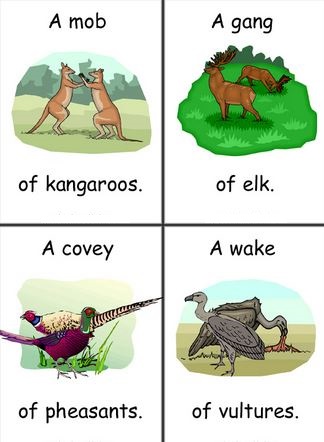 A mob
of kangaroos.
A gang
of elk.
A covey
of pheasants.
A wake
of vultures.